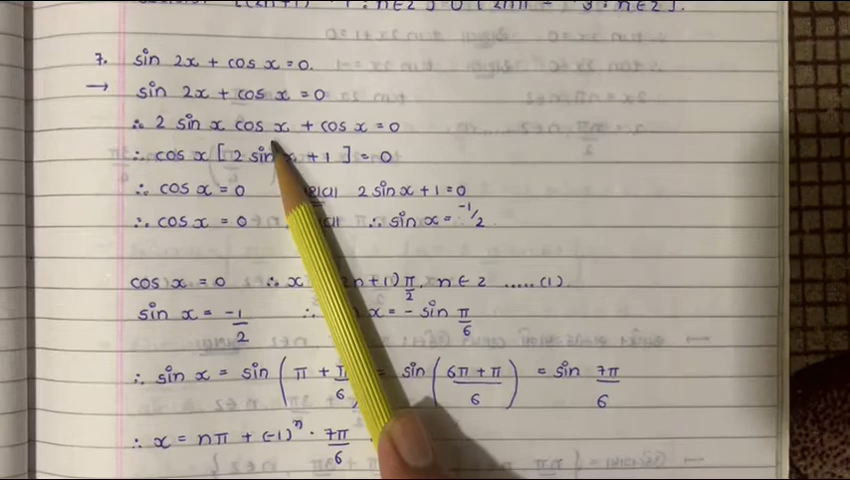 7. sin 2x + cos x = 0.
→ sin 2x + cos x = 0
∴ 2 sin x cos x + cos x = 0
∴ cos x [ 2 sin x + 1 ] = 0
∴ cos x = 0 2 sin x + 1 = 0
∴ cos x = 0 ∴ sin x = -1/2
cos x = 0 ∴ x 2n+1) π/2, n ∈ z .....(1).
sin x = -1/2 ∴ x = - sin π/6
∴ sin x = sin ( π + π/6 ) = sin ( 6π + π / 6 ) = sin 7π/6
∴ x = nπ + (-1)ⁿ · 7π/6